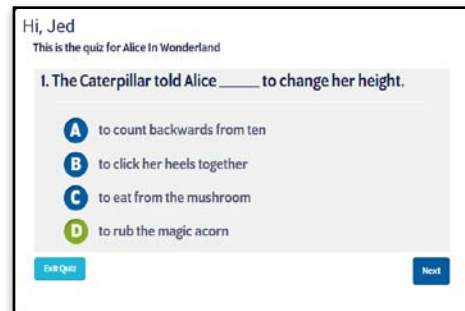 Hi, Jed
This is the quiz for Alice In Wonderland
1. The Caterpillar told Alice _____ to change her height.
A to count backwards from ten
B to click her heels together
C to eat from the mushroom
D to rub the magic acorn
Exit Quiz Next